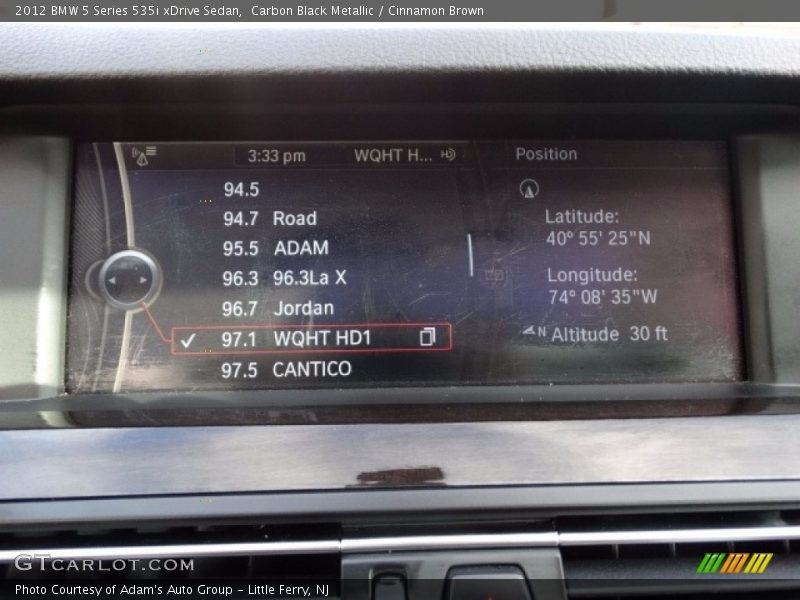 2012 BMW 5 Series 535i xDrive Sedan,  Carbon Black Metallic / Cinnamon Brown
3:33 pm
WQHT H...
Position
94.5
94.7 Road
95.5 ADAM
96.3 96.3La X
96.7 Jordan
97.1 WQHT HD1
97.5 CANTICO
Latitude:
40° 55' 25"N
Longitude:
74° 08' 35"W
N Altitude 30 ft
GTCARLOT.COM
Photo Courtesy of Adam's Auto Group - Little Ferry, NJ